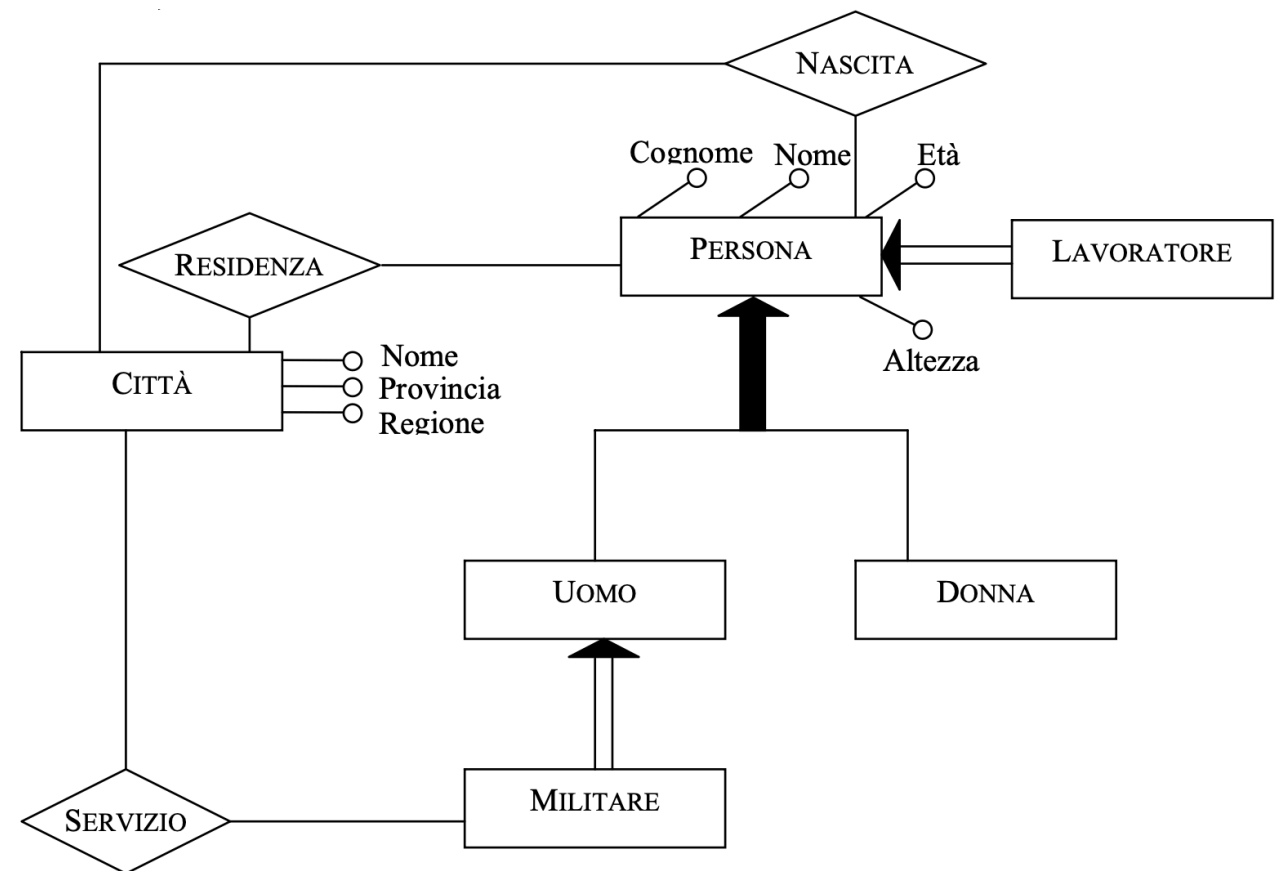 NASCITA
Cognome
Nome
Età
PERSONA
LAVORATORE
RESIDENZA
Altezza
CITTÀ
Nome
Provincia
Regione
UOMO
DONNA
MILITARE
SERVIZIO